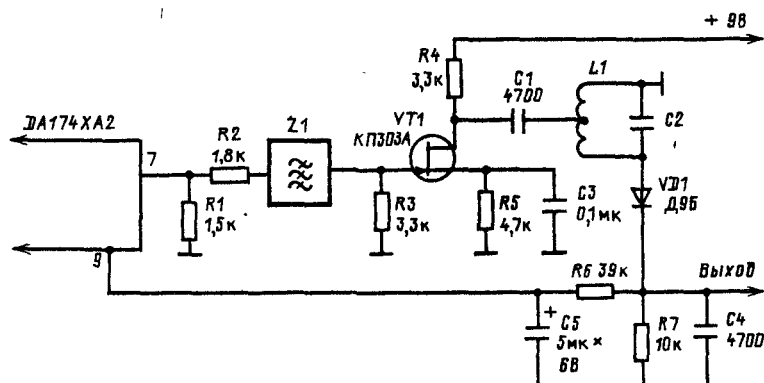 + 9В
R4
3,3к
C1
4700
L1
C2
VT1
КП303А
DA174XA2
7
R2
1,8к
Z1
R1
1,5к
R3
3,3к
R5
4,7к
C3
0,1мк
VD1
Д9Б
9
R6 39к
Выход
+
C5
5мк ×
6В
R7
10к
C4
4700